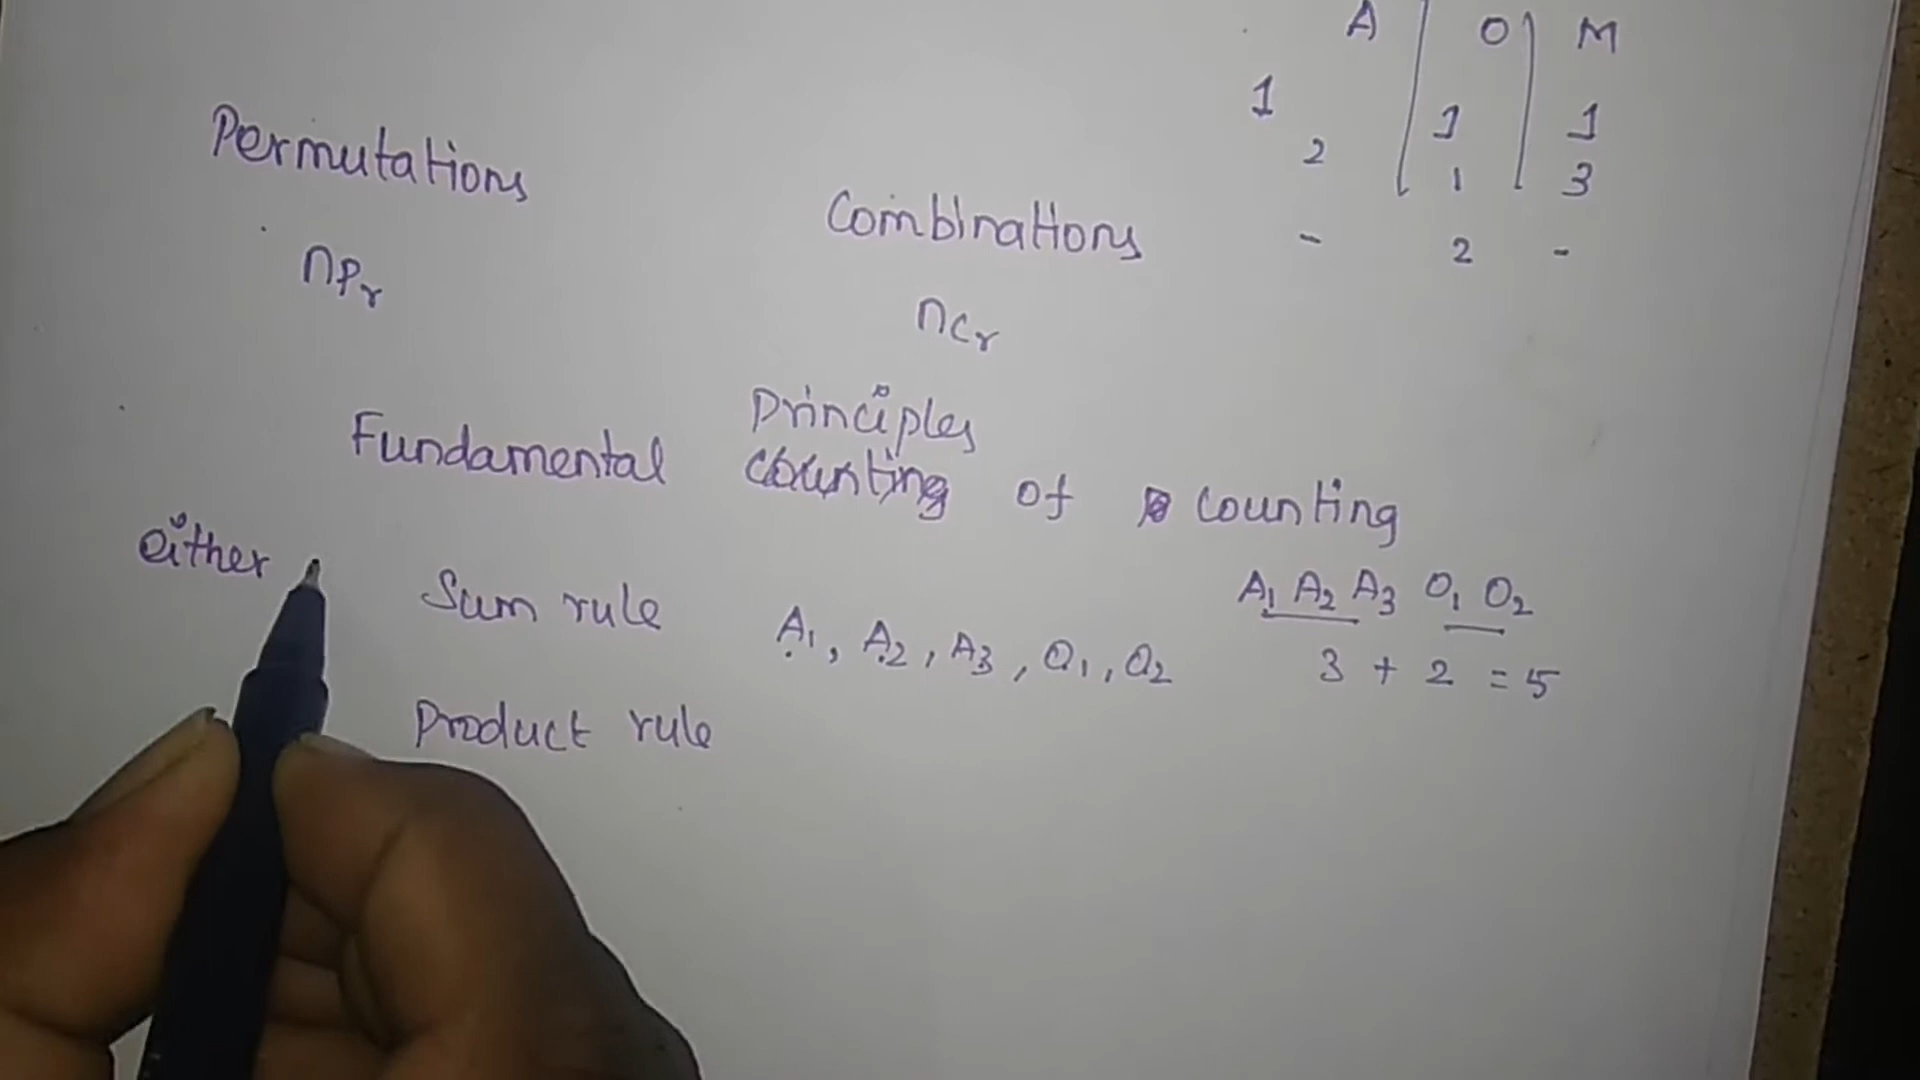 A | O | M
1 1 1
2 1 3
- 2 -
Permutations
Combinations
nPr
nCr
Principles
Fundamental counting of counting
either
Sum rule A1, A2, A3, O1, O2
A1 A2 A3 O1 O2
3 + 2 = 5
Product rule